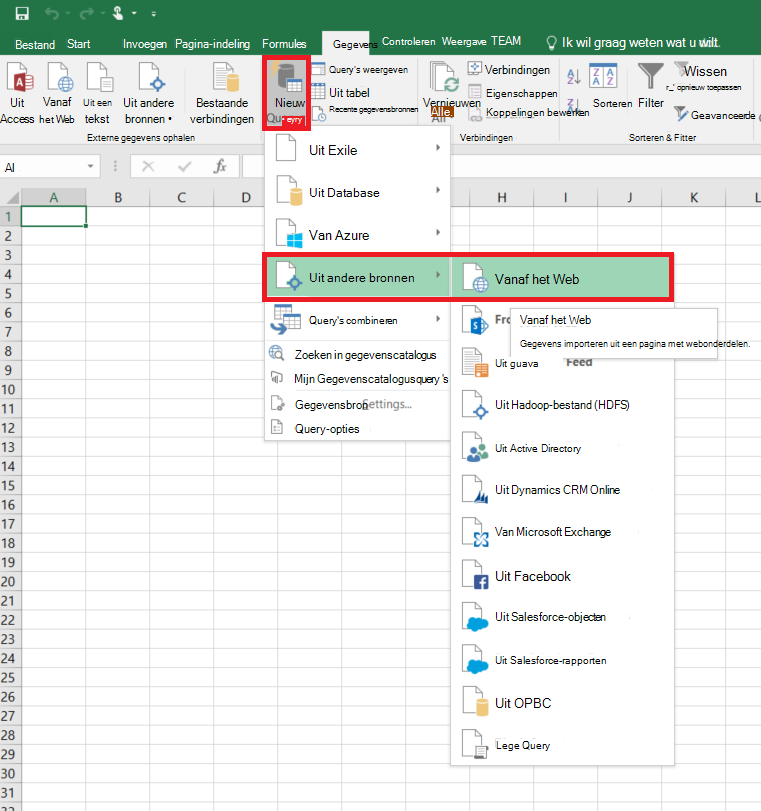 Bestand Start Invoegen Pagina-indeling Formules Gegevens Controleren Weergave TEAM Ik wil graag weten wat u wilt
Uit Access
Vanaf het Web
Uit een tekst
Uit andere bronnen
Bestaande verbindingen
Externe gegevens ophalen
Nieuw
Query's weergeven
Uit tabel
Recente gegevensbronnen
Vernieuwen
Alle
Verbindingen
Eigenschappen
Koppelingen bewerken
Verbindingen
Sorteren
Filter
Wissen
opnieuw toepassen
Geavanceerde
Sorteren & Filter
AI
fx
A B C D H I J K L
1
2
3
4
5
6
7
8
9
10
11
12
13
14
15
16
17
18
19
20
21
22
23
24
25
26
27
28
29
30
31
Uit Exile
Uit Database
Van Azure
Uit andere bronnen
Query's combineren
Zoeken in gegevenscatalogus
Mijn Gegevenscatalogusquery 's
Gegevensbron Settings...
Query-opties
Vanaf het Web
Fro
Vanaf het Web
Gegevens importeren uit een pagina met webonderdelen.
Uit guava Feed
Uit Hadoop-bestand (HDFS)
Uit Active Directory
Uit Dynamics CRM Online
Van Microsoft Exchange
Uit Facebook
Uit Salesforce-objecten
Uit Salesforce-rapporten
Uit OPBC
Lege Query